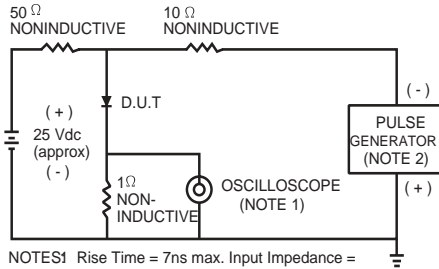 50 Ω
NONINDUCTIVE
10 Ω
NONINDUCTIVE
( + )
25 Vdc
(approx)
( - )
D.U.T
1Ω
NON-
INDUCTIVE
OSCILLOSCOPE
(NOTE 1)
( - )
PULSE
GENERATOR
(NOTE 2)
( + )
NOTES1 Rise Time = 7ns max. Input Impedance =